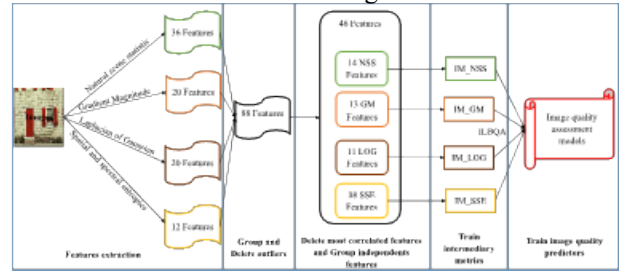 36 Features
46 Features
Natural scene statistic
14 NSS
Features
IM_NSS
Gradient Magnitude
20 Features
13 GM
Features
IM_GM
Image quality
assessment
models
88 Features
ILBQA
Laplacian of Gaussian
20 Features
11 LOG
Features
IM_LOG
Spatial and spectral entropies
SSE
Features
IM_SSE
12 Features
Features extraction
Group and
Delete outliers
Delete most correlated features
and Group independents
features
Train
intermediary
metrics
Train image quality
predictors